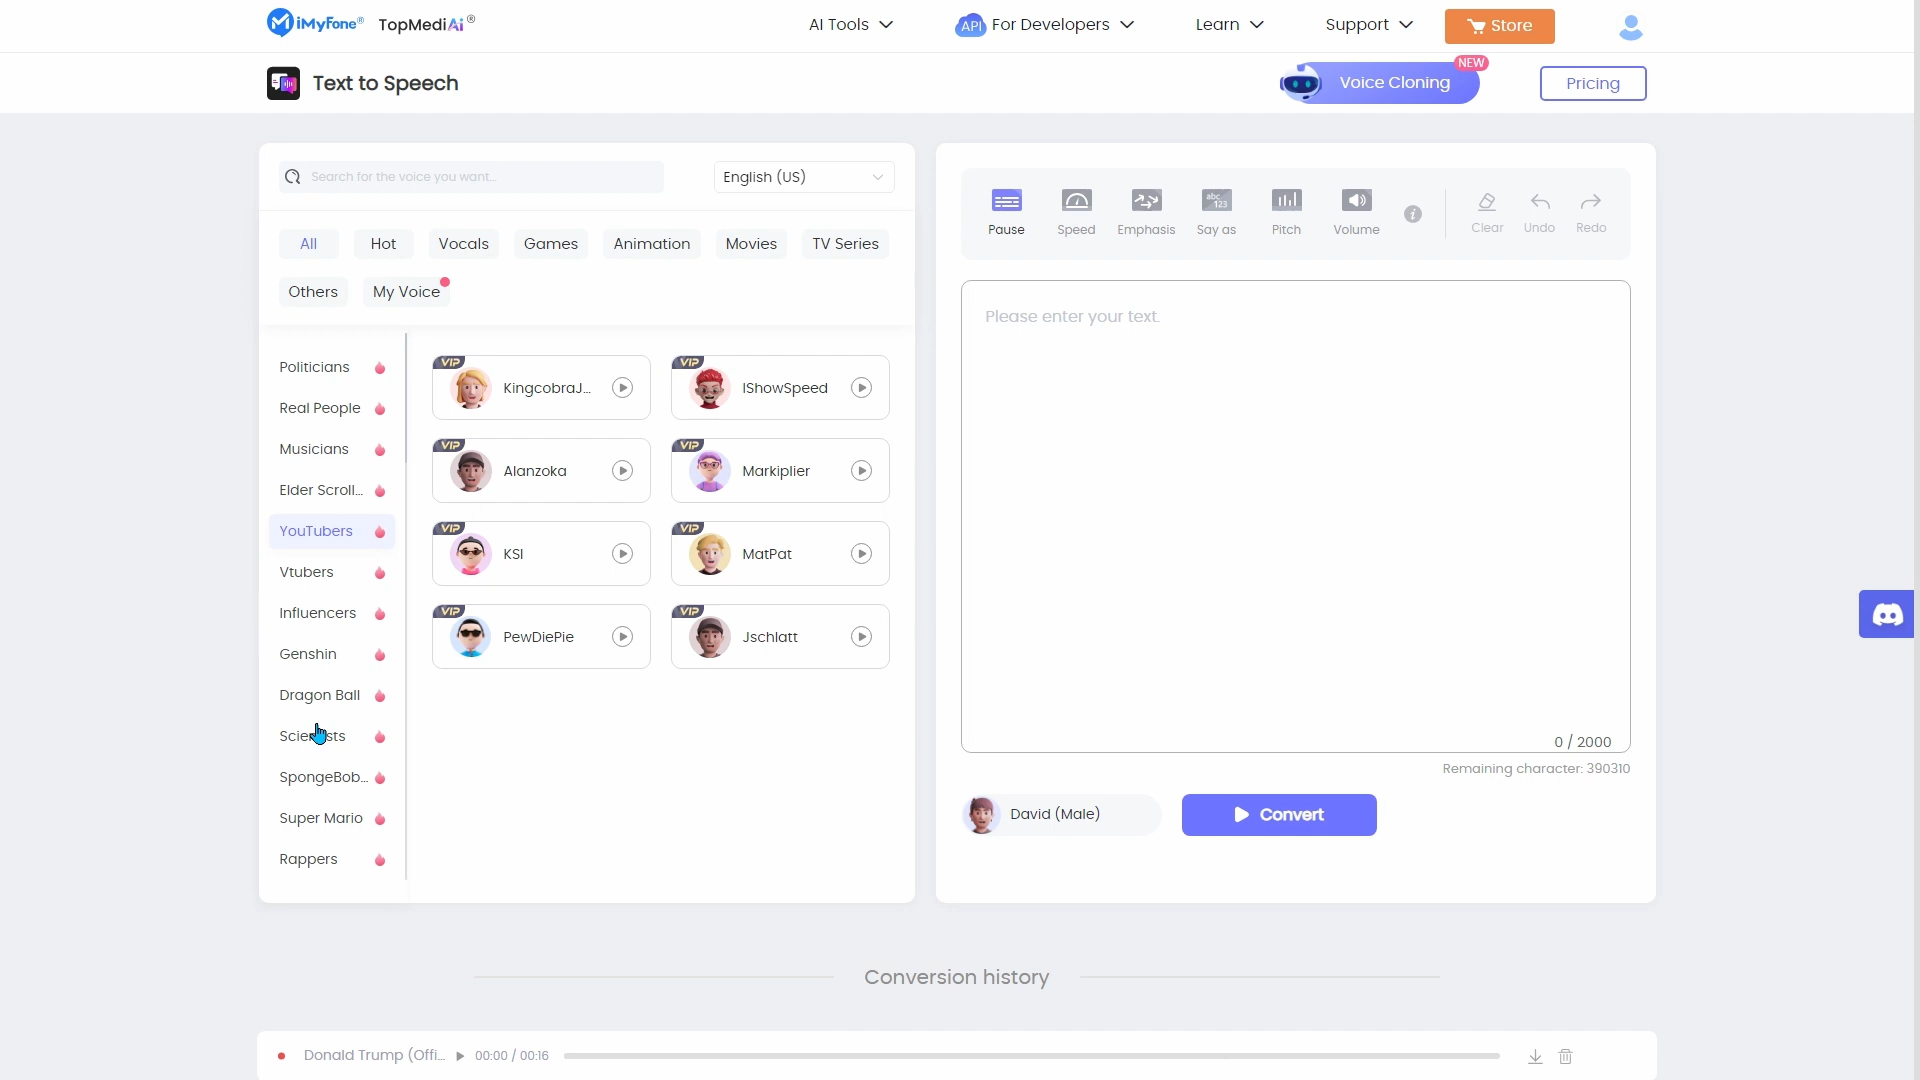 iMyFone® TopMediAi®
AI Tools
API For Developers
Learn
Support
Store
Text to Speech
Voice Cloning
NEW
Pricing
Search for the voice you want...
English (US)
All
Hot
Vocals
Games
Animation
Movies
TV Series
Others
My Voice
Politicians
Real People
Musicians
Elder Scroll...
YouTubers
Vtubers
Influencers
Genshin
Dragon Ball
Scientists
SpongeBob...
Super Mario
Rappers
VIP
KingcobraJ...
VIP
IShowSpeed
VIP
Alanzoka
VIP
Markiplier
VIP
KSI
VIP
MatPat
VIP
PewDiePie
VIP
Jschlatt
abc
123
Pause
Speed
Emphasis
Say as
Pitch
Volume
i
Clear
Undo
Redo
Please enter your text.
0 / 2000
Remaining character: 390310
David (Male)
Convert
Conversion history
Donald Trump (Offi...
00:00 / 00:16